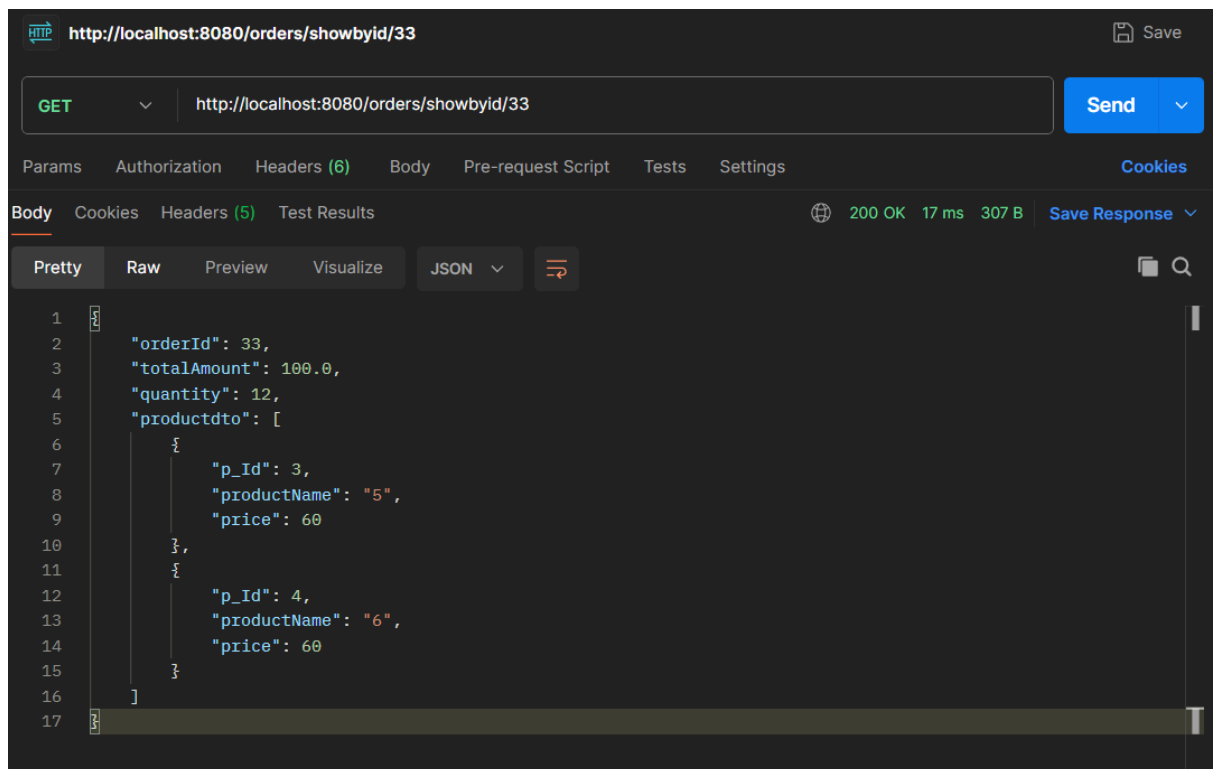 HTTP http://localhost:8080/orders/showbyid/33 Save
GET http://localhost:8080/orders/showbyid/33 Send
Params Authorization Headers (6) Body Pre-request Script Tests Settings Cookies
Body Cookies Headers (5) Test Results 200 OK 17 ms 307 B Save Response
Pretty Raw Preview Visualize JSON
1 {
2 "orderId": 33,
3 "totalAmount": 100.0,
4 "quantity": 12,
5 "productdto": [
6 {
7 "p_Id": 3,
8 "productName": "5",
9 "price": 60
10 },
11 {
12 "p_Id": 4,
13 "productName": "6",
14 "price": 60
15 }
16 ]
17 }